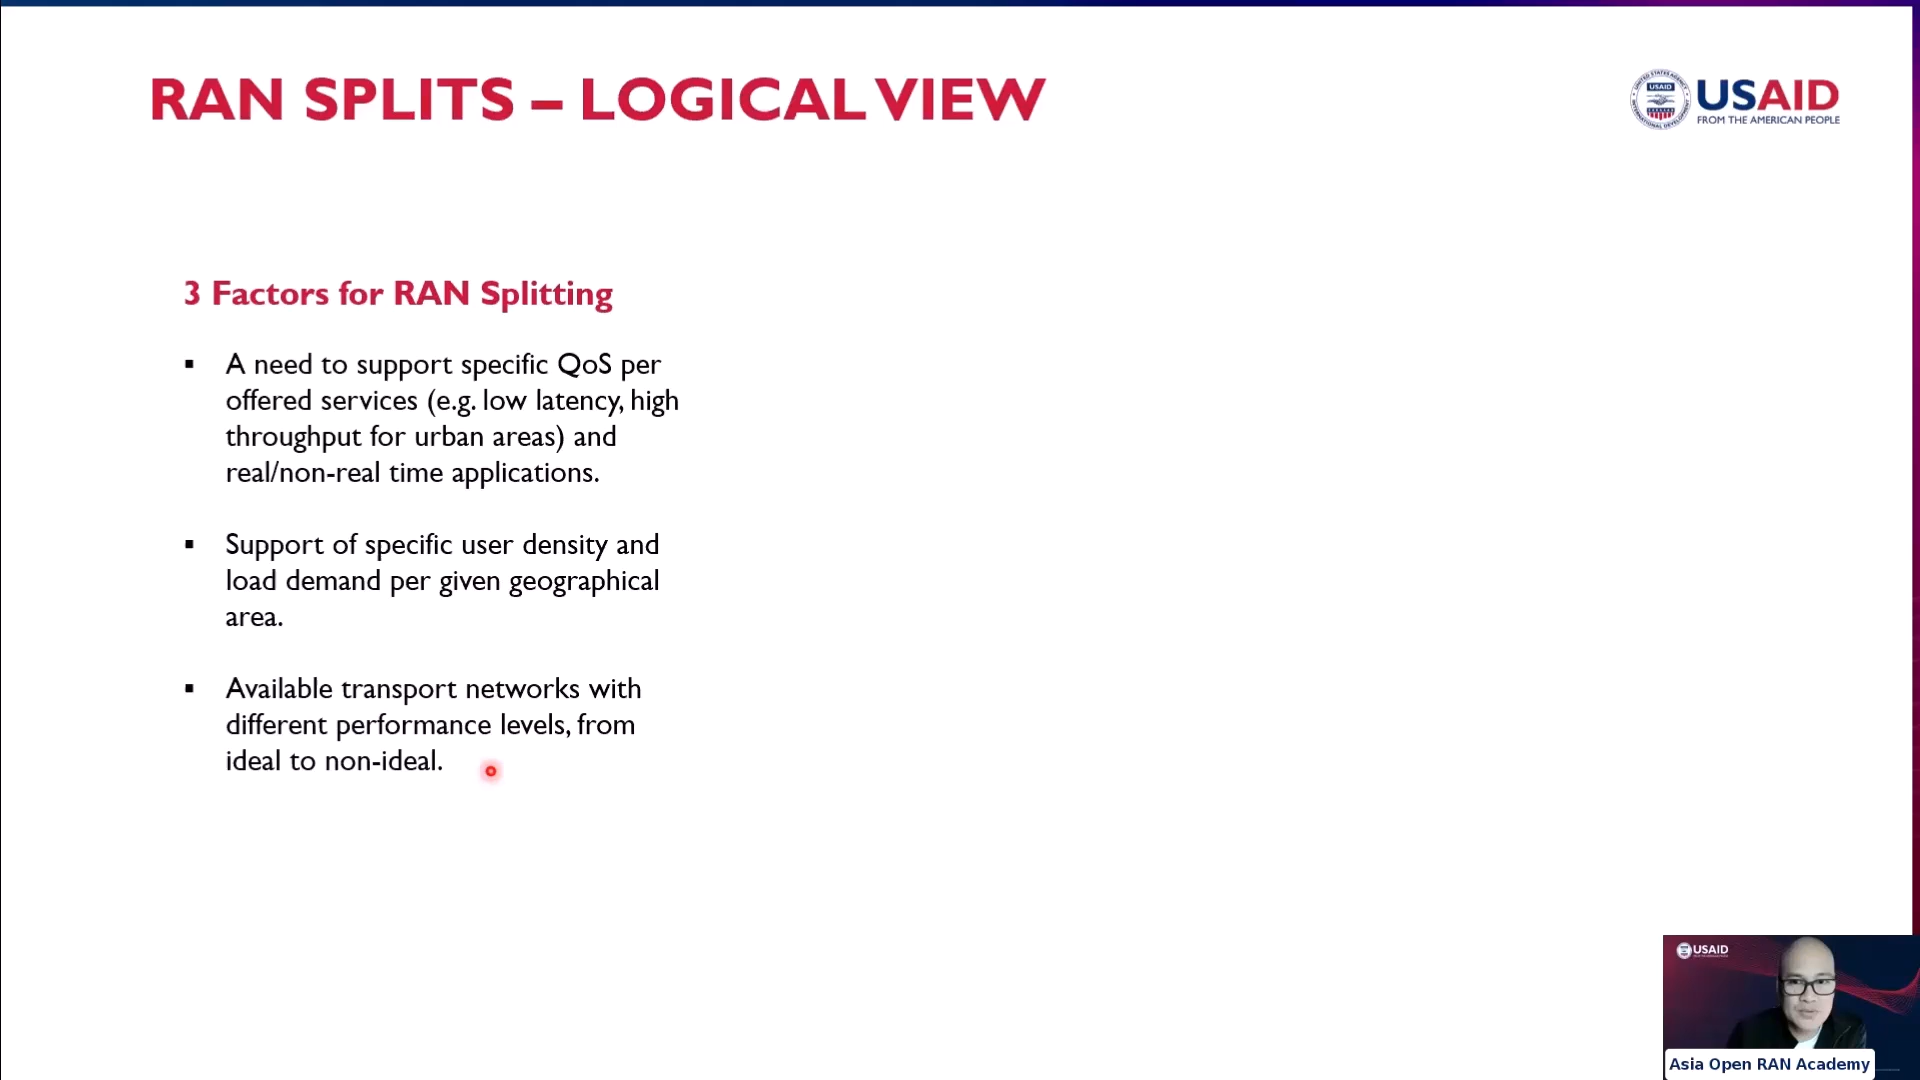 RAN SPLITS – LOGICAL VIEW
USAID
USAID
FROM THE AMERICAN PEOPLE
3 Factors for RAN Splitting
▪ A need to support specific QoS per
offered services (e.g. low latency, high
throughput for urban areas) and
real/non-real time applications.
▪ Support of specific user density and
load demand per given geographical
area.
▪ Available transport networks with
different performance levels, from
ideal to non-ideal.
USAID
Asia Open RAN Academy